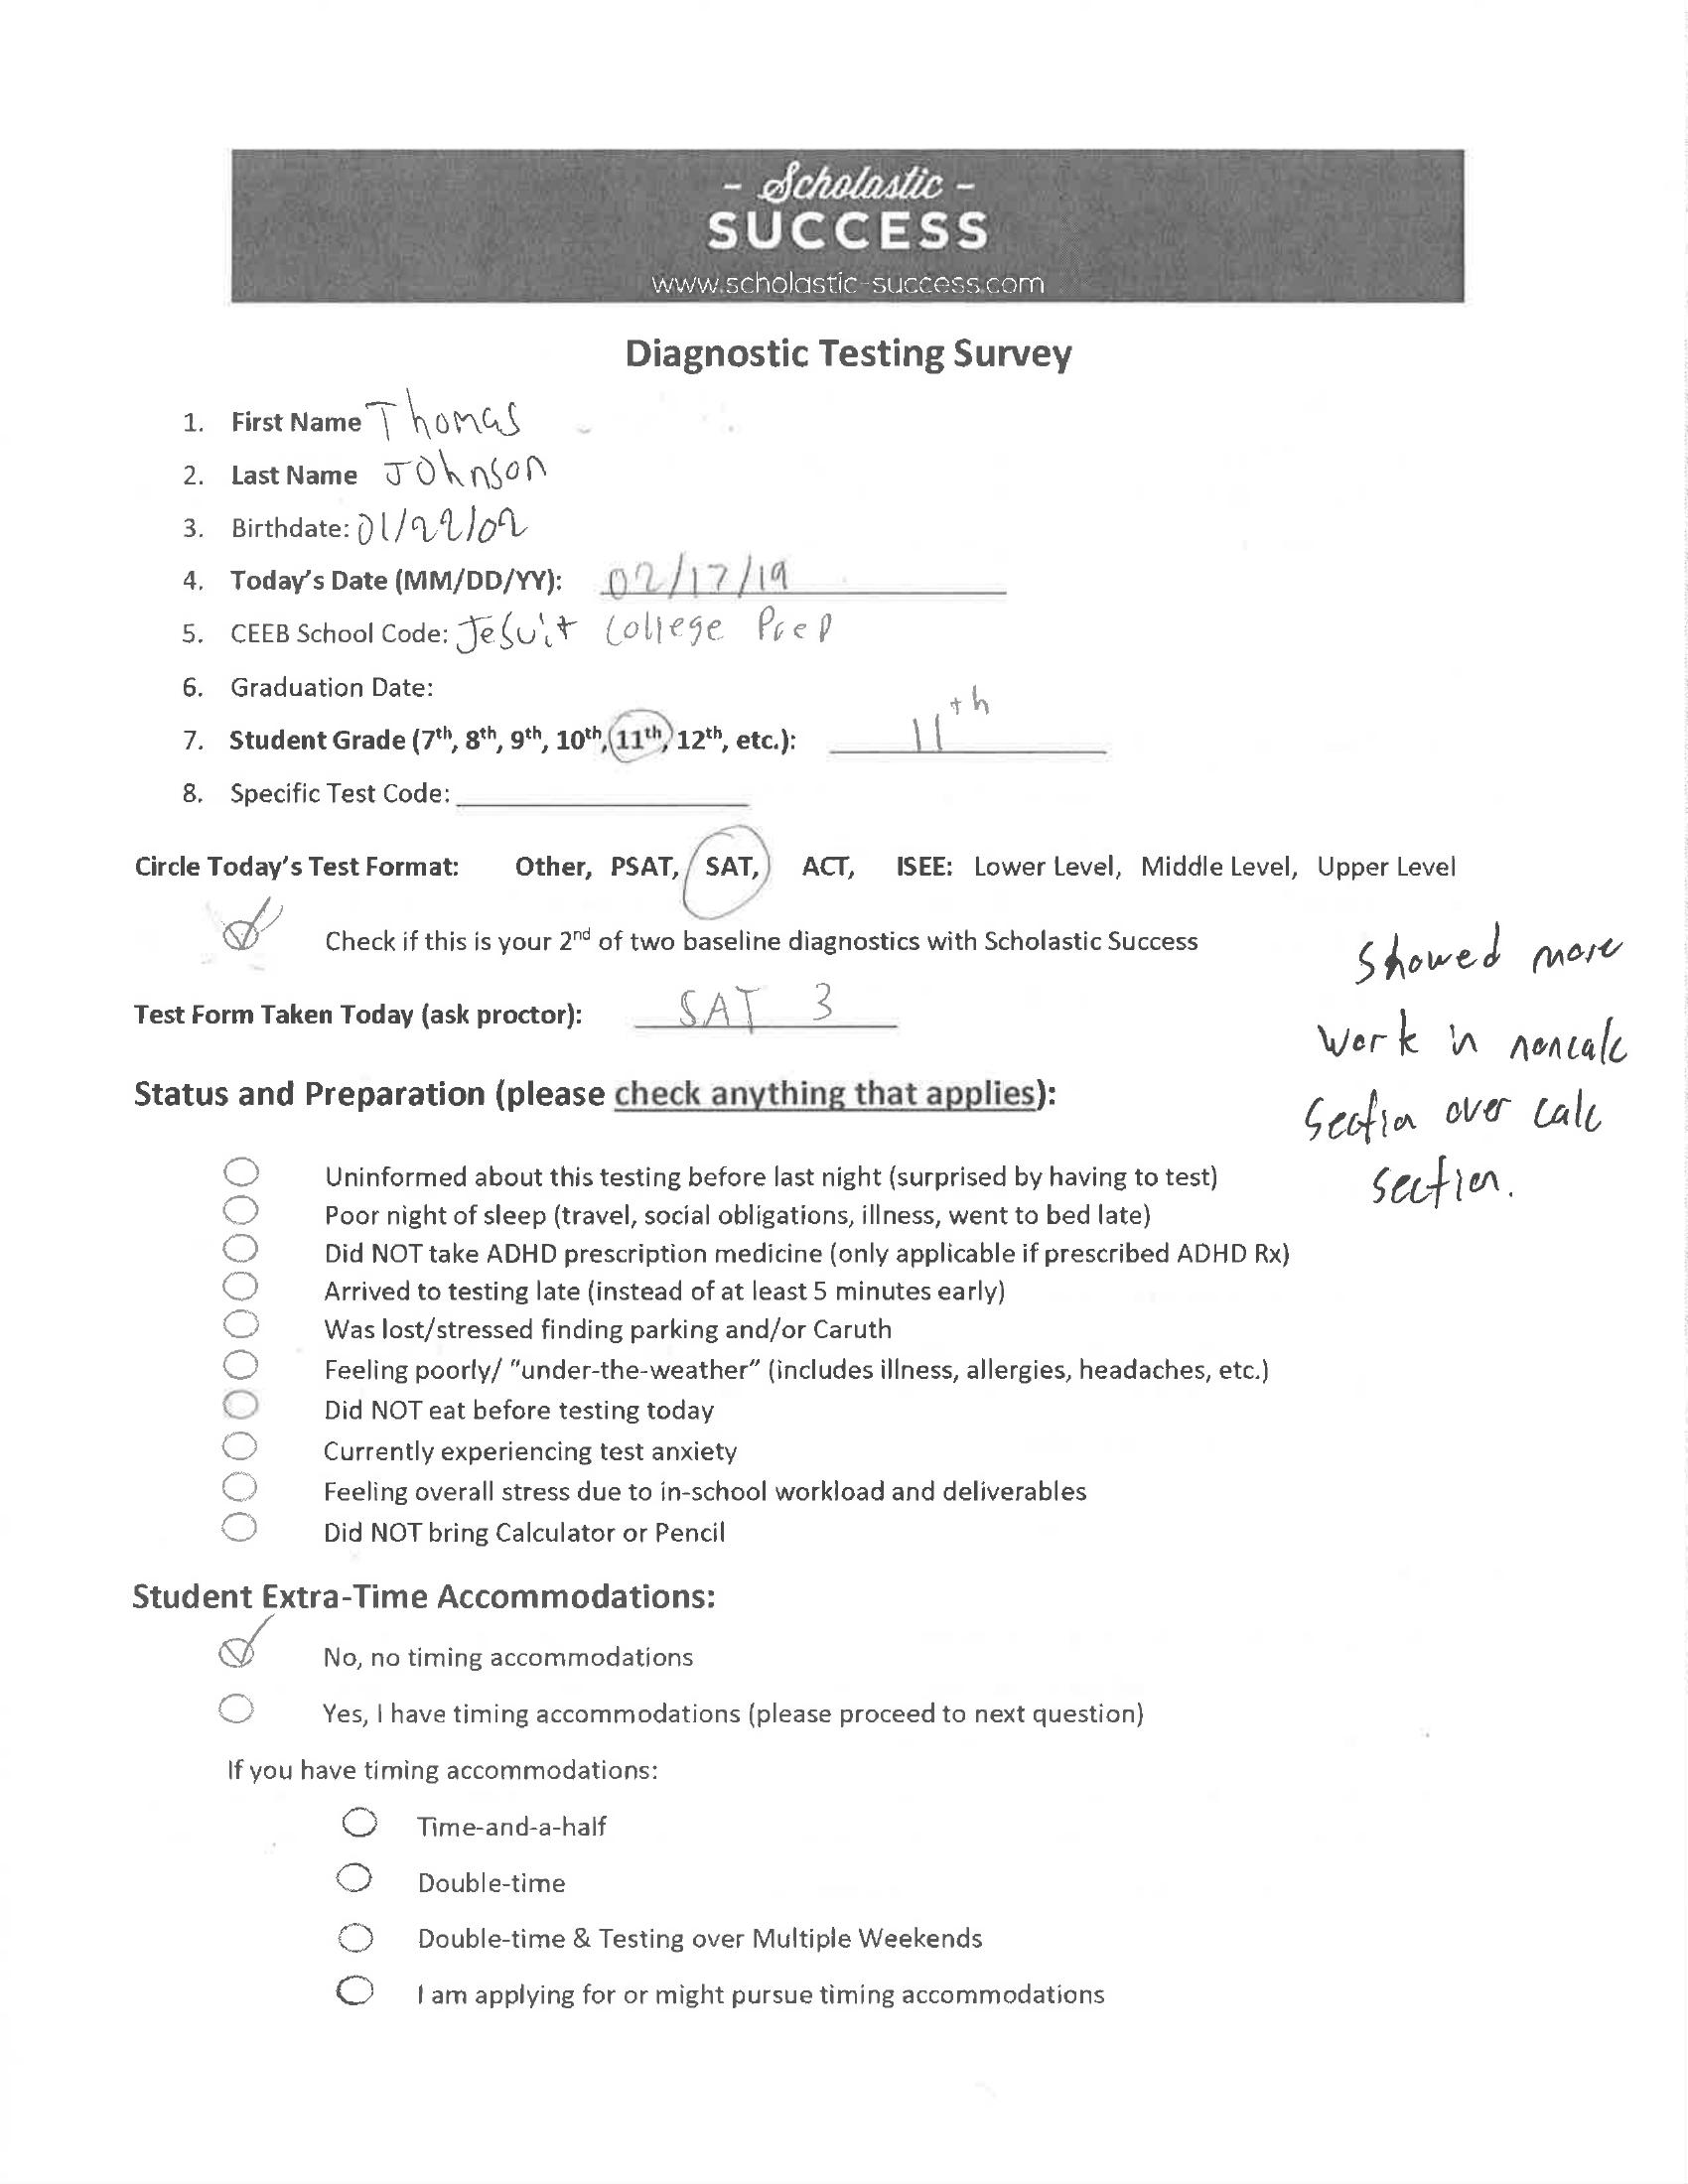 - Scholastic -
SUCCESS
www.scholastic-success.com
Diagnostic Testing Survey
1. First Name Thomas
2. Last Name Johnson
3. Birthdate: 01/22/02
4. Today's Date (MM/DD/YY): 02/17/19
5. CEEB School Code: Jesuit College Prep
6. Graduation Date:
7. Student Grade (7th, 8th, 9th, 10th, 11th, 12th, etc.): 11th
8. Specific Test Code:
Circle Today's Test Format: Other, PSAT, SAT, ACT, ISEE: Lower Level, Middle Level, Upper Level
Check if this is your 2nd of two baseline diagnostics with Scholastic Success
Test Form Taken Today (ask proctor): SAT 3
showed more
work in noncalc
section over calc
section.
Status and Preparation (please check anything that applies):
Uninformed about this testing before last night (surprised by having to test)
Poor night of sleep (travel, social obligations, illness, went to bed late)
Did NOT take ADHD prescription medicine (only applicable if prescribed ADHD Rx)
Arrived to testing late (instead of at least 5 minutes early)
Was lost/stressed finding parking and/or Caruth
Feeling poorly/ "under-the-weather" (includes illness, allergies, headaches, etc.)
Did NOT eat before testing today
Currently experiencing test anxiety
Feeling overall stress due to in-school workload and deliverables
Did NOT bring Calculator or Pencil
Student Extra-Time Accommodations:
No, no timing accommodations
Yes, I have timing accommodations (please proceed to next question)
If you have timing accommodations:
Time-and-a-half
Double-time
Double-time & Testing over Multiple Weekends
I am applying for or might pursue timing accommodations